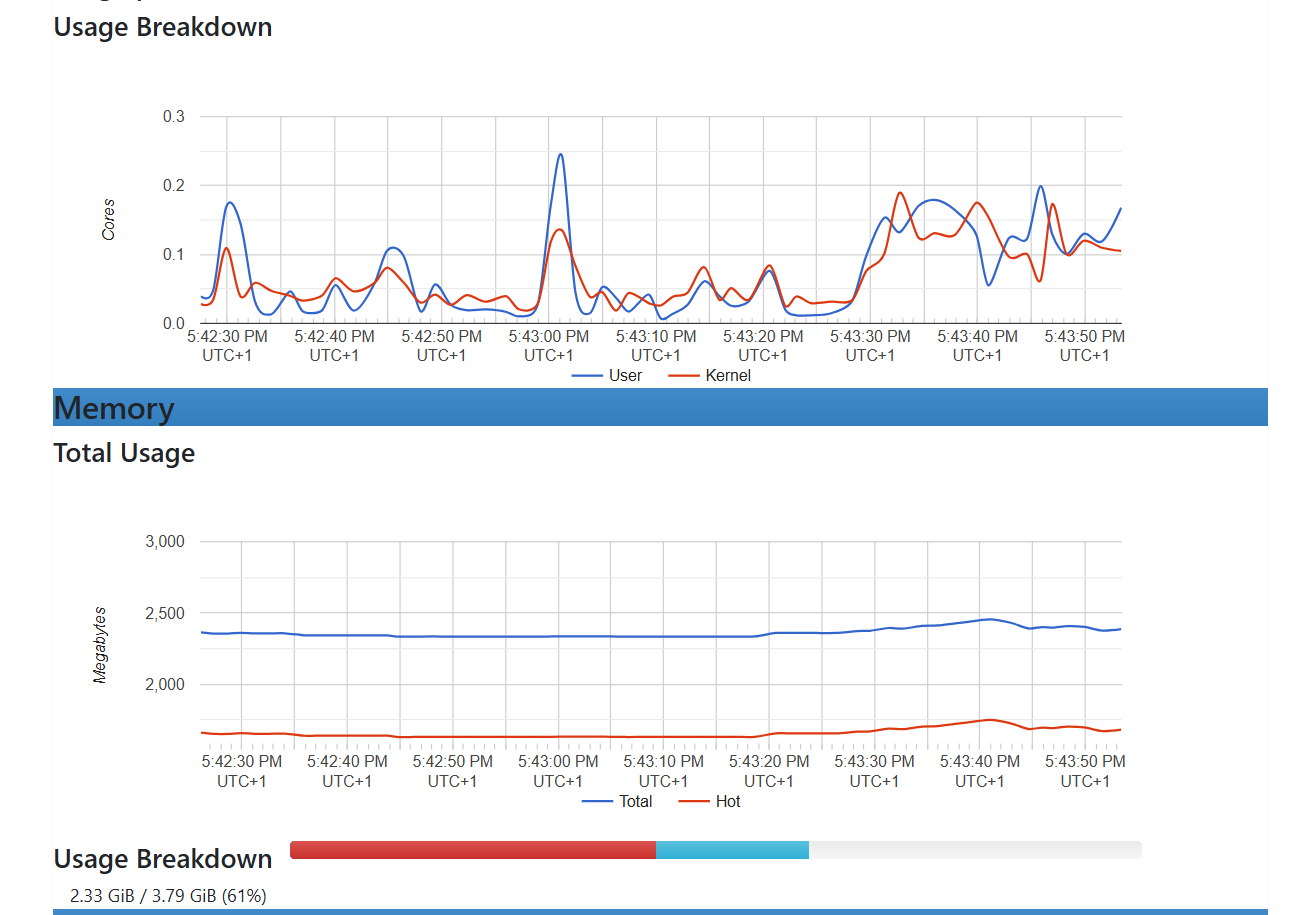 Usage Breakdown
0.3
0.2
0.1
0.0
Cores
5:42:30 PM 5:42:40 PM 5:42:50 PM 5:43:00 PM 5:43:10 PM 5:43:20 PM 5:43:30 PM 5:43:40 PM 5:43:50 PM
UTC+1 UTC+1 UTC+1 UTC+1 UTC+1 UTC+1 UTC+1 UTC+1 UTC+1
User Kernel
Memory
Total Usage
3,000
2,500
2,000
Megabytes
5:42:30 PM 5:42:40 PM 5:42:50 PM 5:43:00 PM 5:43:10 PM 5:43:20 PM 5:43:30 PM 5:43:40 PM 5:43:50 PM
UTC+1 UTC+1 UTC+1 UTC+1 UTC+1 UTC+1 UTC+1 UTC+1 UTC+1
Total Hot
Usage Breakdown
2.33 GiB / 3.79 GiB (61%)